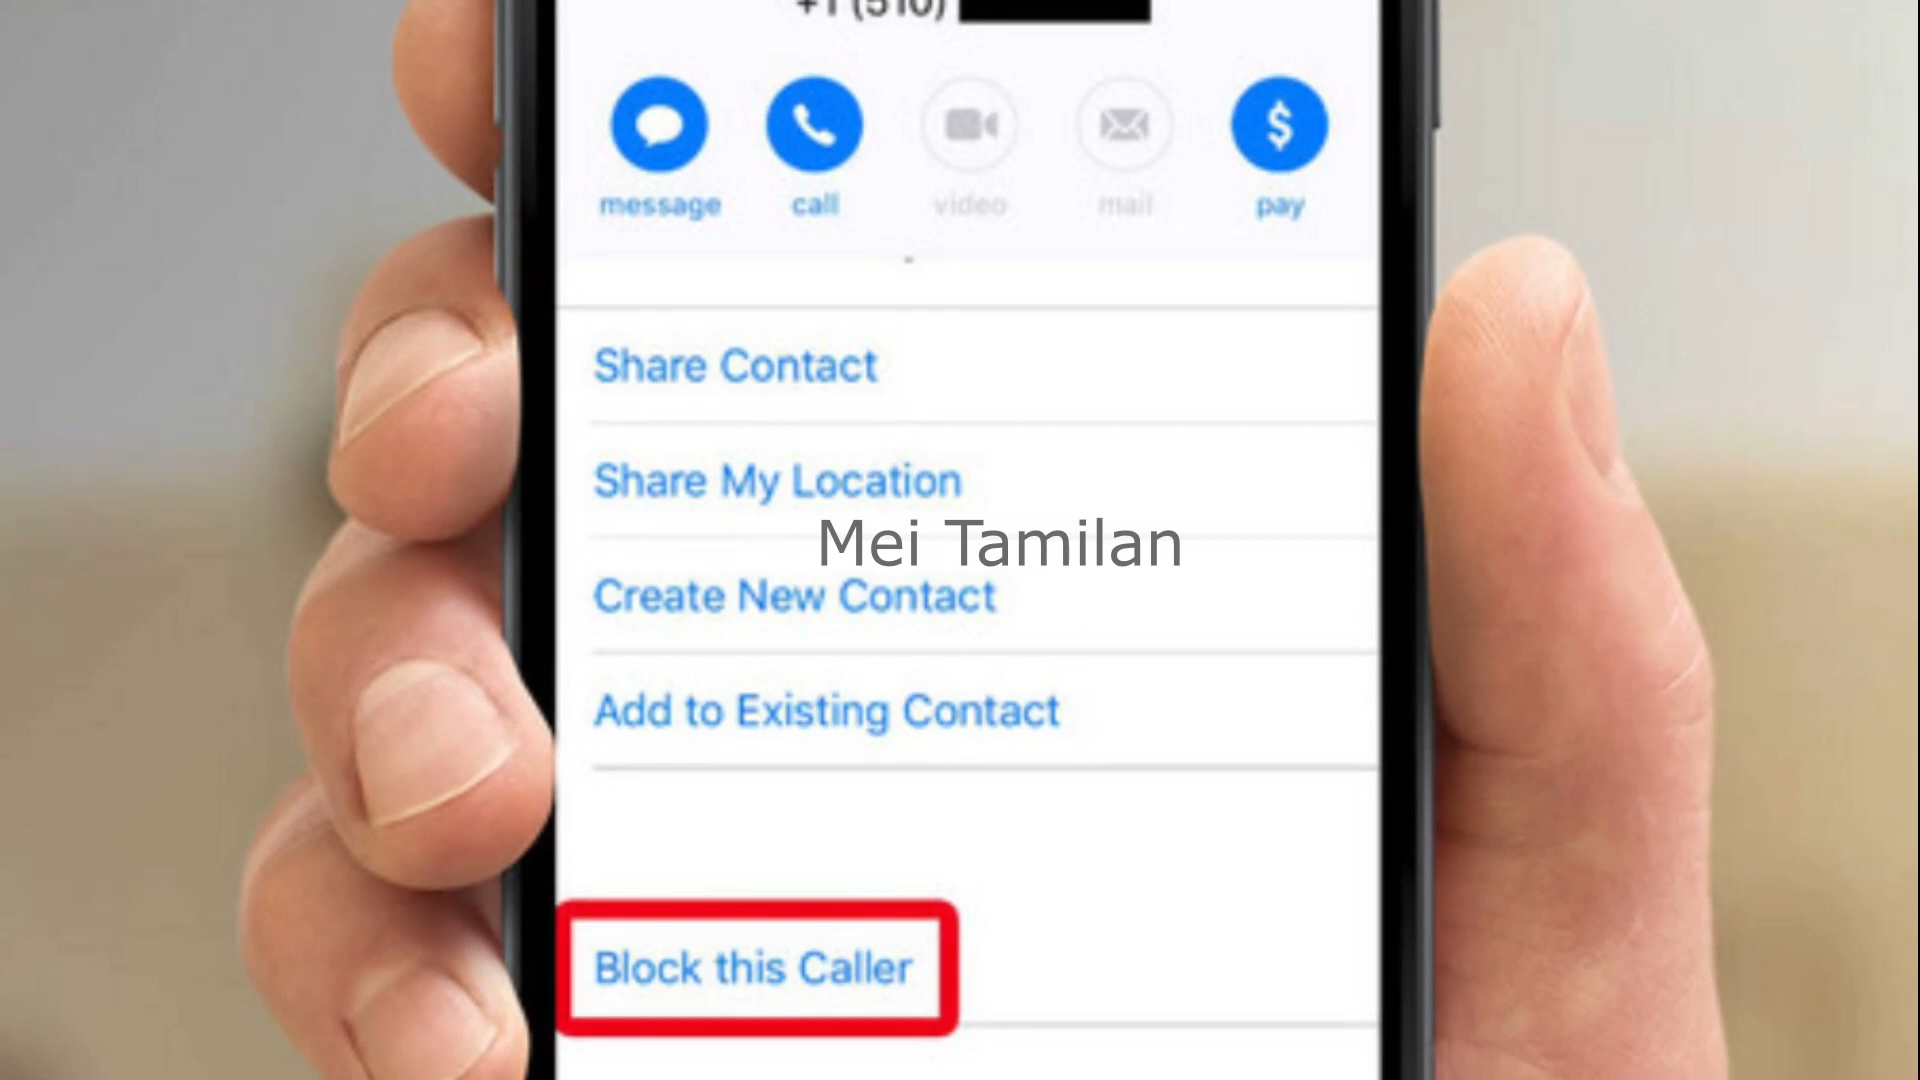 +1 (510)
message call video mail pay
Share Contact
Share My Location
Mei Tamilan
Create New Contact
Add to Existing Contact
Block this Caller